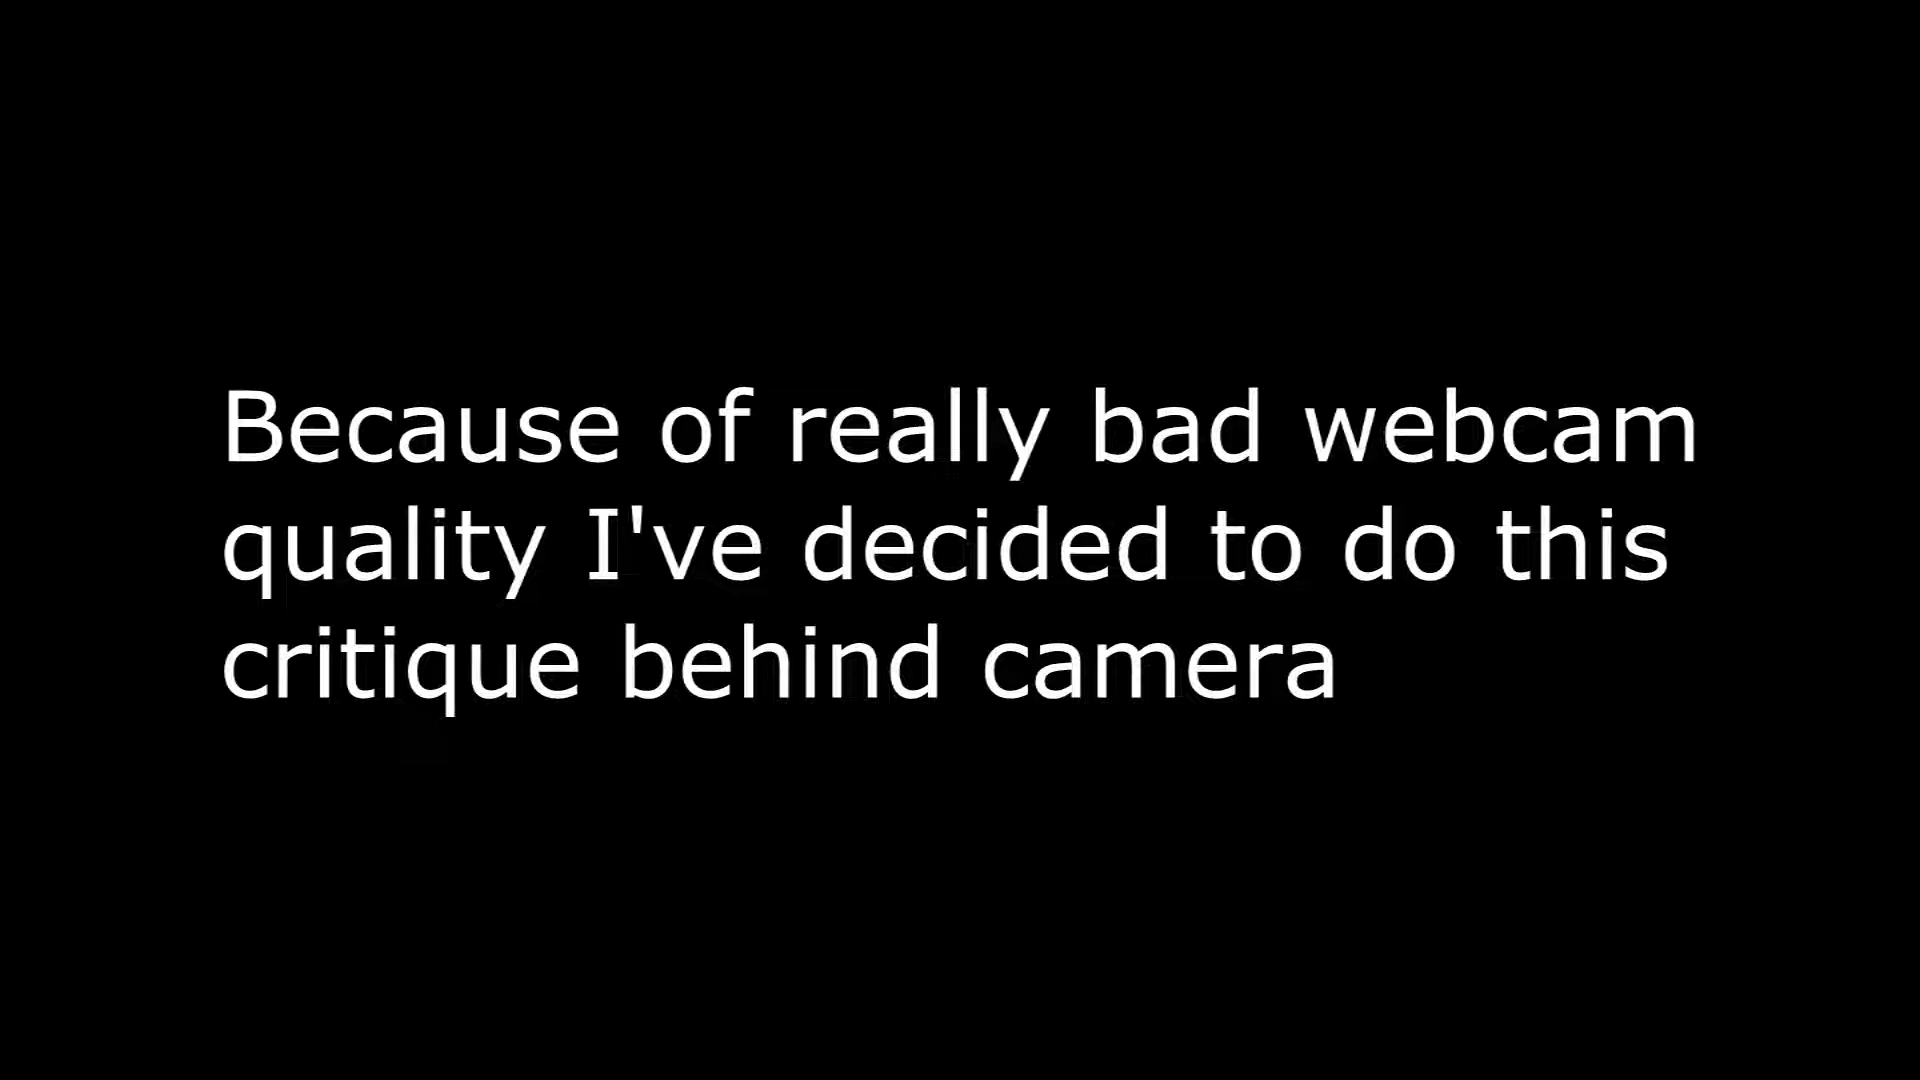 Because of really bad webcam
quality I've decided to do this
critique behind camera